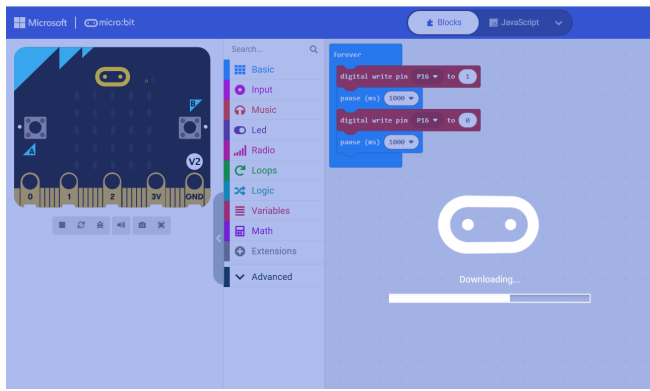 Microsoft | micro:bit
Blocks
JavaScript
Search...
Basic
Input
Music
Led
Radio
Loops
Logic
Variables
Math
Extensions
Advanced
forever
digital write pin P16 to 1
pause (ms) 1000
digital write pin P16 to 0
pause (ms) 1000
B
A
V2
0 1 2 3V GND
Downloading...